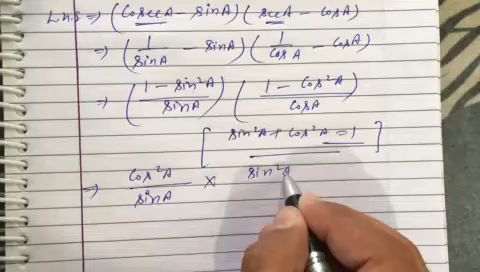 L.H.S ⇒ (CosecA - sinA) (secA - cosA)
⇒ (1/sinA - sinA) (1/cosA - cosA)
⇒ (1 - sin²A/sinA) (1 - cos²A/cosA)
[sin²A + cos²A = 1]
⇒ cos²A/sinA × sin²A